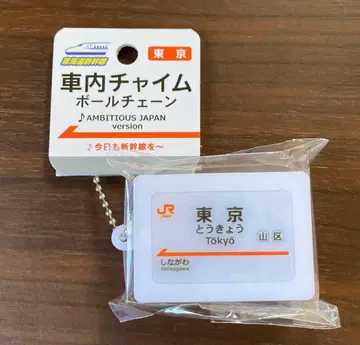 東海道新幹線
東京
車内チャイム
ボールチェーン
♪AMBITIOUS JAPAN
version
♪今日も新幹線を～
JR
東京
とうきょう
Tōkyō
山区
しながわ
Shinagawa